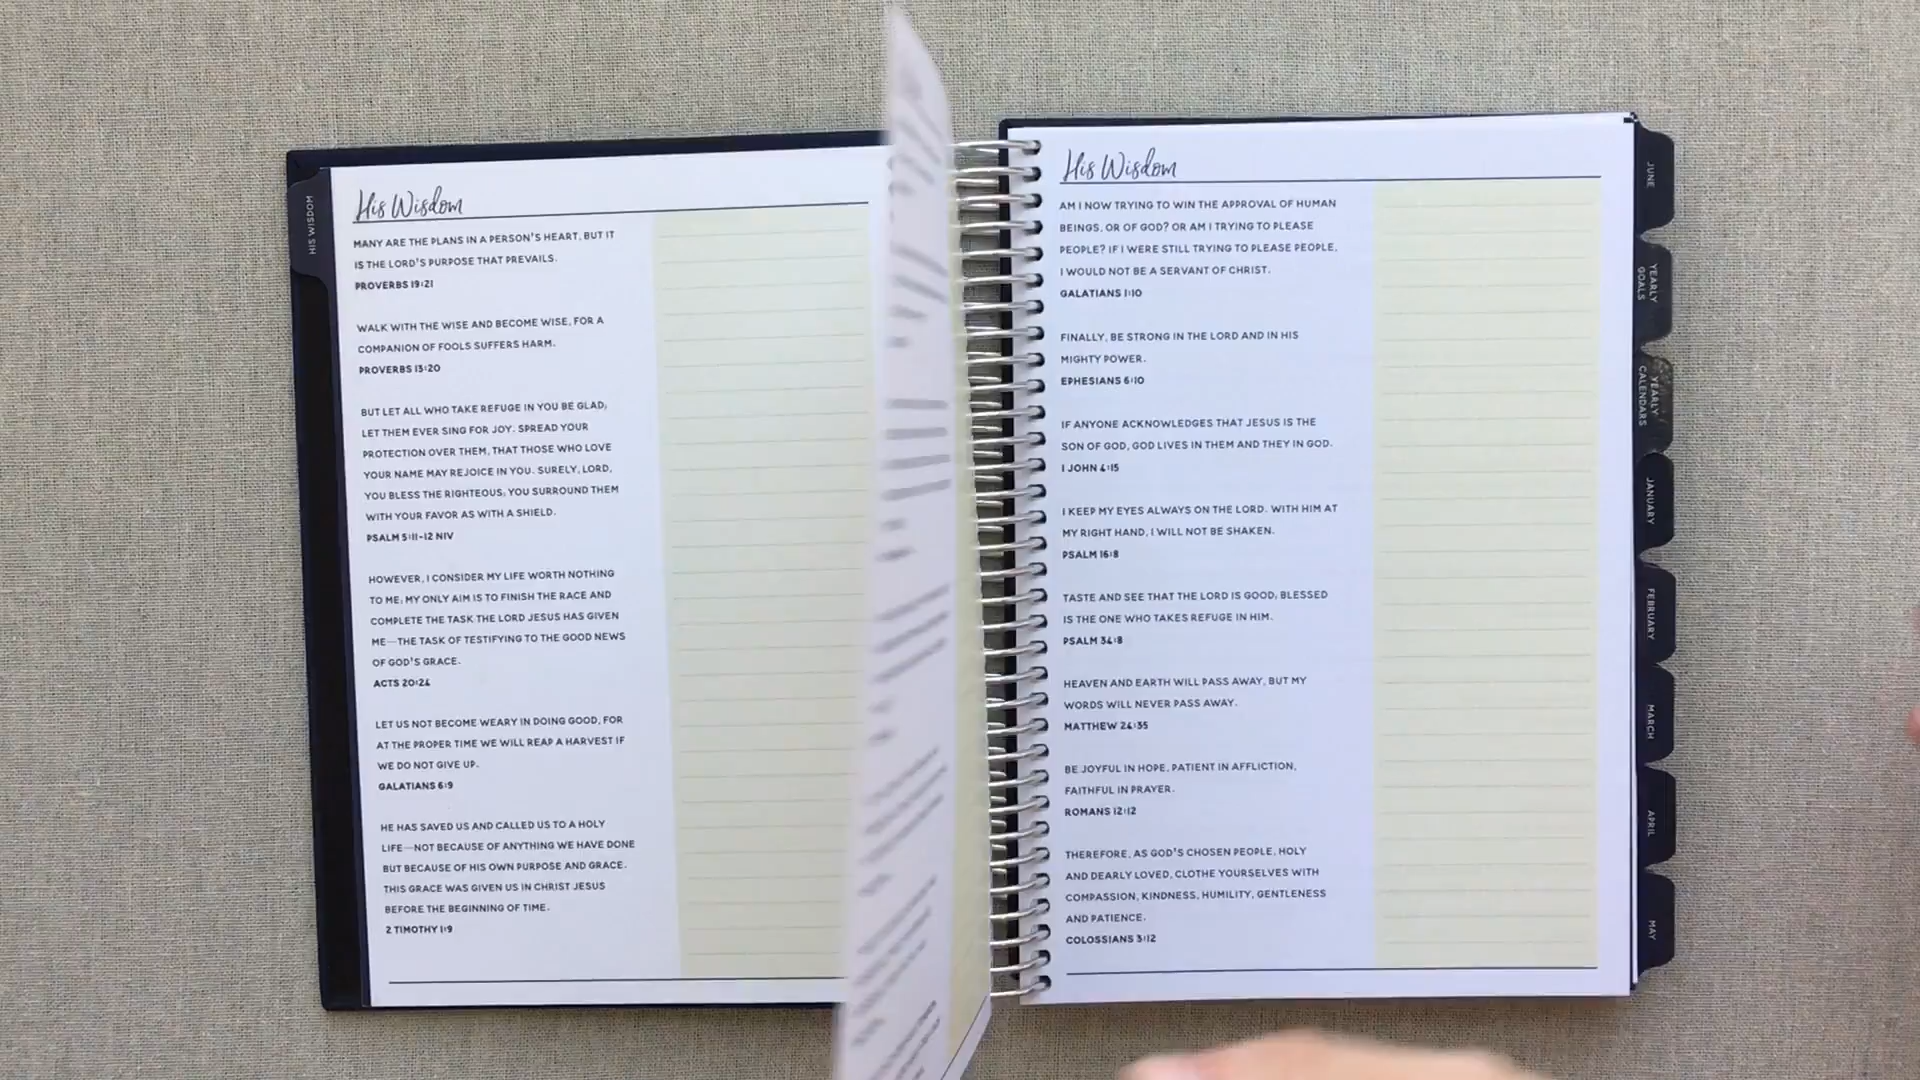 HIS WISDOM
His Wisdom
MANY ARE THE PLANS IN A PERSON'S HEART, BUT IT
IS THE LORD'S PURPOSE THAT PREVAILS.
PROVERBS 19:21
WALK WITH THE WISE AND BECOME WISE, FOR A
COMPANION OF FOOLS SUFFERS HARM.
PROVERBS 13:20
BUT LET ALL WHO TAKE REFUGE IN YOU BE GLAD;
LET THEM EVER SING FOR JOY. SPREAD YOUR
PROTECTION OVER THEM, THAT THOSE WHO LOVE
YOUR NAME MAY REJOICE IN YOU. SURELY, LORD,
YOU BLESS THE RIGHTEOUS; YOU SURROUND THEM
WITH YOUR FAVOR AS WITH A SHIELD.
PSALM 5:11-12 NIV
HOWEVER, I CONSIDER MY LIFE WORTH NOTHING
TO ME; MY ONLY AIM IS TO FINISH THE RACE AND
COMPLETE THE TASK THE LORD JESUS HAS GIVEN
ME—THE TASK OF TESTIFYING TO THE GOOD NEWS
OF GOD'S GRACE.
ACTS 20:24
LET US NOT BECOME WEARY IN DOING GOOD, FOR
AT THE PROPER TIME WE WILL REAP A HARVEST IF
WE DO NOT GIVE UP.
GALATIANS 6:9
HE HAS SAVED US AND CALLED US TO A HOLY
LIFE—NOT BECAUSE OF ANYTHING WE HAVE DONE
BUT BECAUSE OF HIS OWN PURPOSE AND GRACE.
THIS GRACE WAS GIVEN US IN CHRIST JESUS
BEFORE THE BEGINNING OF TIME.
2 TIMOTHY 1:9
His Wisdom
AM I NOW TRYING TO WIN THE APPROVAL OF HUMAN
BEINGS, OR OF GOD? OR AM I TRYING TO PLEASE
PEOPLE? IF I WERE STILL TRYING TO PLEASE PEOPLE,
I WOULD NOT BE A SERVANT OF CHRIST.
GALATIANS 1:10
FINALLY, BE STRONG IN THE LORD AND IN HIS
MIGHTY POWER.
EPHESIANS 6:10
IF ANYONE ACKNOWLEDGES THAT JESUS IS THE
SON OF GOD, GOD LIVES IN THEM AND THEY IN GOD.
1 JOHN 4:15
I KEEP MY EYES ALWAYS ON THE LORD. WITH HIM AT
MY RIGHT HAND, I WILL NOT BE SHAKEN.
PSALM 16:8
TASTE AND SEE THAT THE LORD IS GOOD; BLESSED
IS THE ONE WHO TAKES REFUGE IN HIM.
PSALM 34:8
HEAVEN AND EARTH WILL PASS AWAY, BUT MY
WORDS WILL NEVER PASS AWAY.
MATTHEW 24:35
BE JOYFUL IN HOPE, PATIENT IN AFFLICTION,
FAITHFUL IN PRAYER.
ROMANS 12:12
THEREFORE, AS GOD'S CHOSEN PEOPLE, HOLY
AND DEARLY LOVED, CLOTHE YOURSELVES WITH
COMPASSION, KINDNESS, HUMILITY, GENTLENESS
AND PATIENCE.
COLOSSIANS 3:12
JUNE
YEARLY
GOALS
YEARLY
CALENDARS
JANUARY
FEBRUARY
MARCH
APRIL
MAY